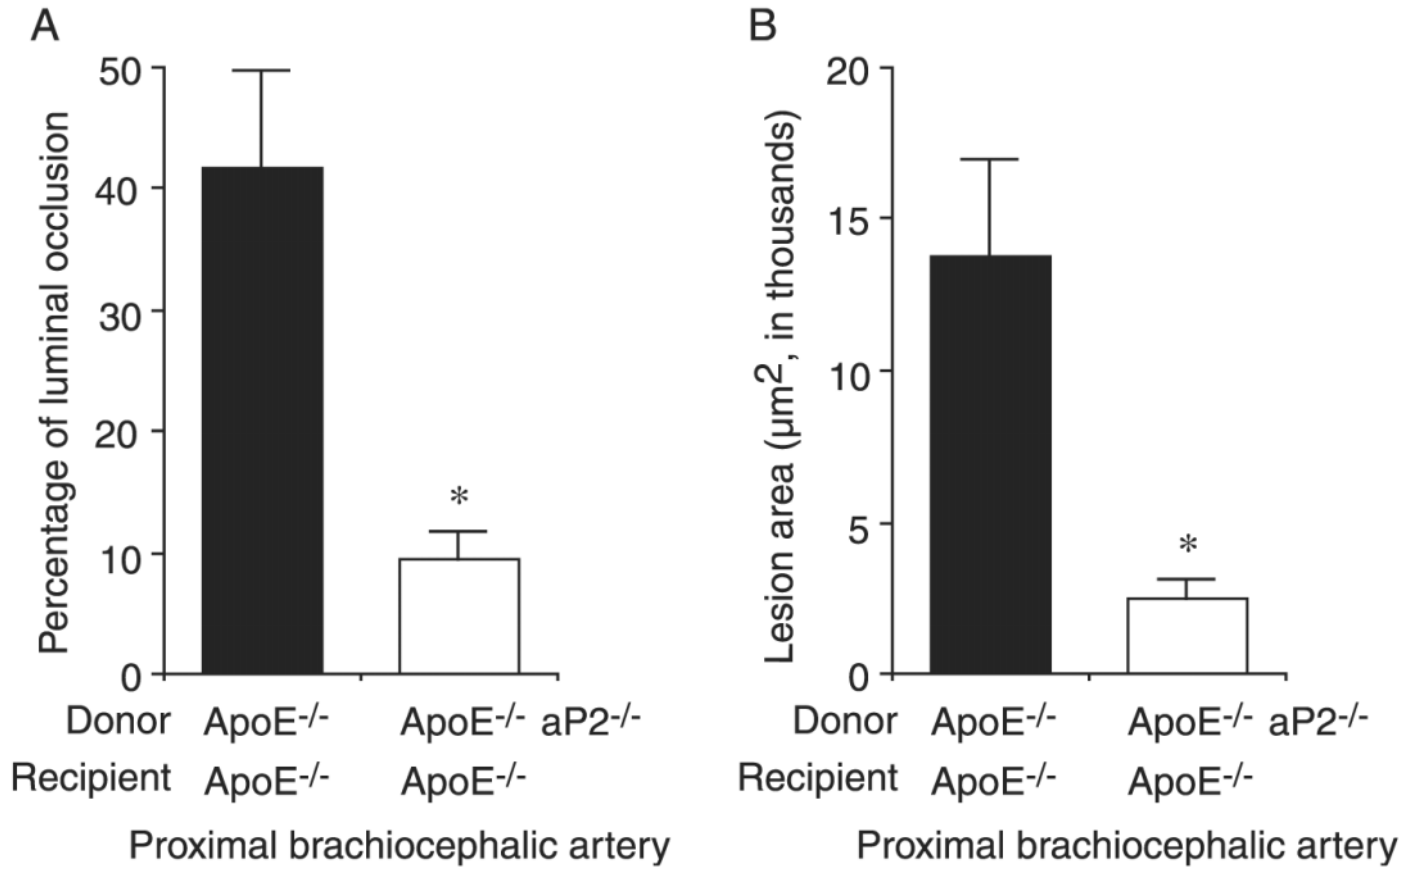 A
Percentage of luminal occlusion
50
40
30
20
10
0
*
Donor ApoE-/- ApoE-/- aP2-/-
Recipient ApoE-/- ApoE-/-
Proximal brachiocephalic artery
B
Lesion area (µm2, in thousands)
20
15
10
5
0
*
Donor ApoE-/- ApoE-/- aP2-/-
Recipient ApoE-/- ApoE-/-
Proximal brachiocephalic artery